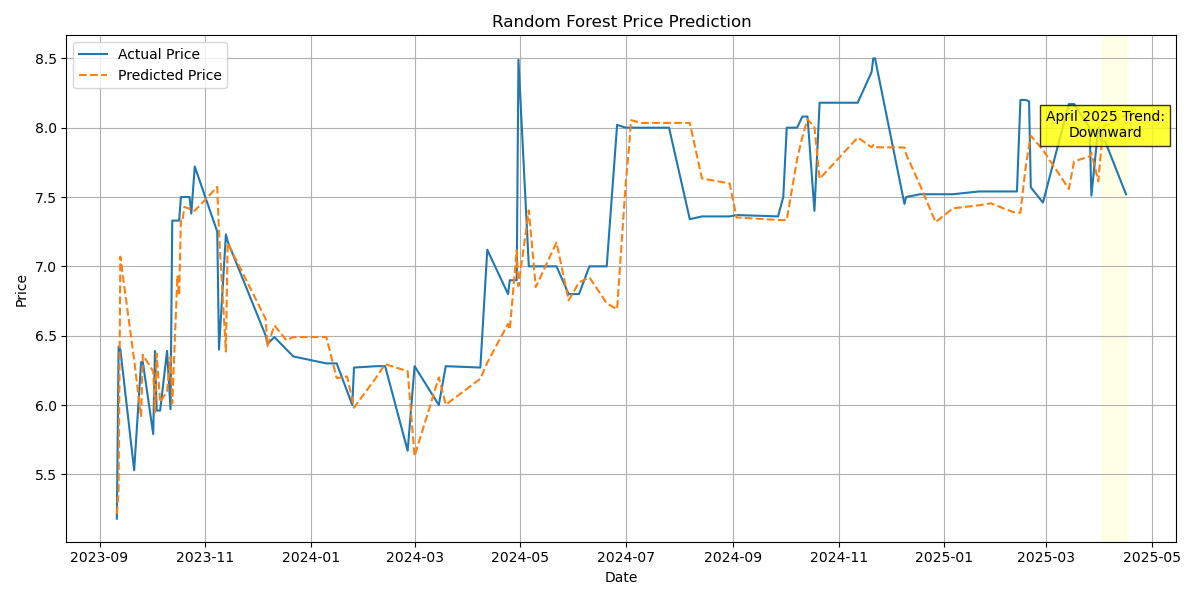 Random Forest Price Prediction
Actual Price
Predicted Price
April 2025 Trend:
Downward
8.5
8.0
7.5
7.0
6.5
6.0
5.5
Price
2023-09
2023-11
2024-01
2024-03
2024-05
2024-07
2024-09
2024-11
2025-01
2025-03
2025-05
Date